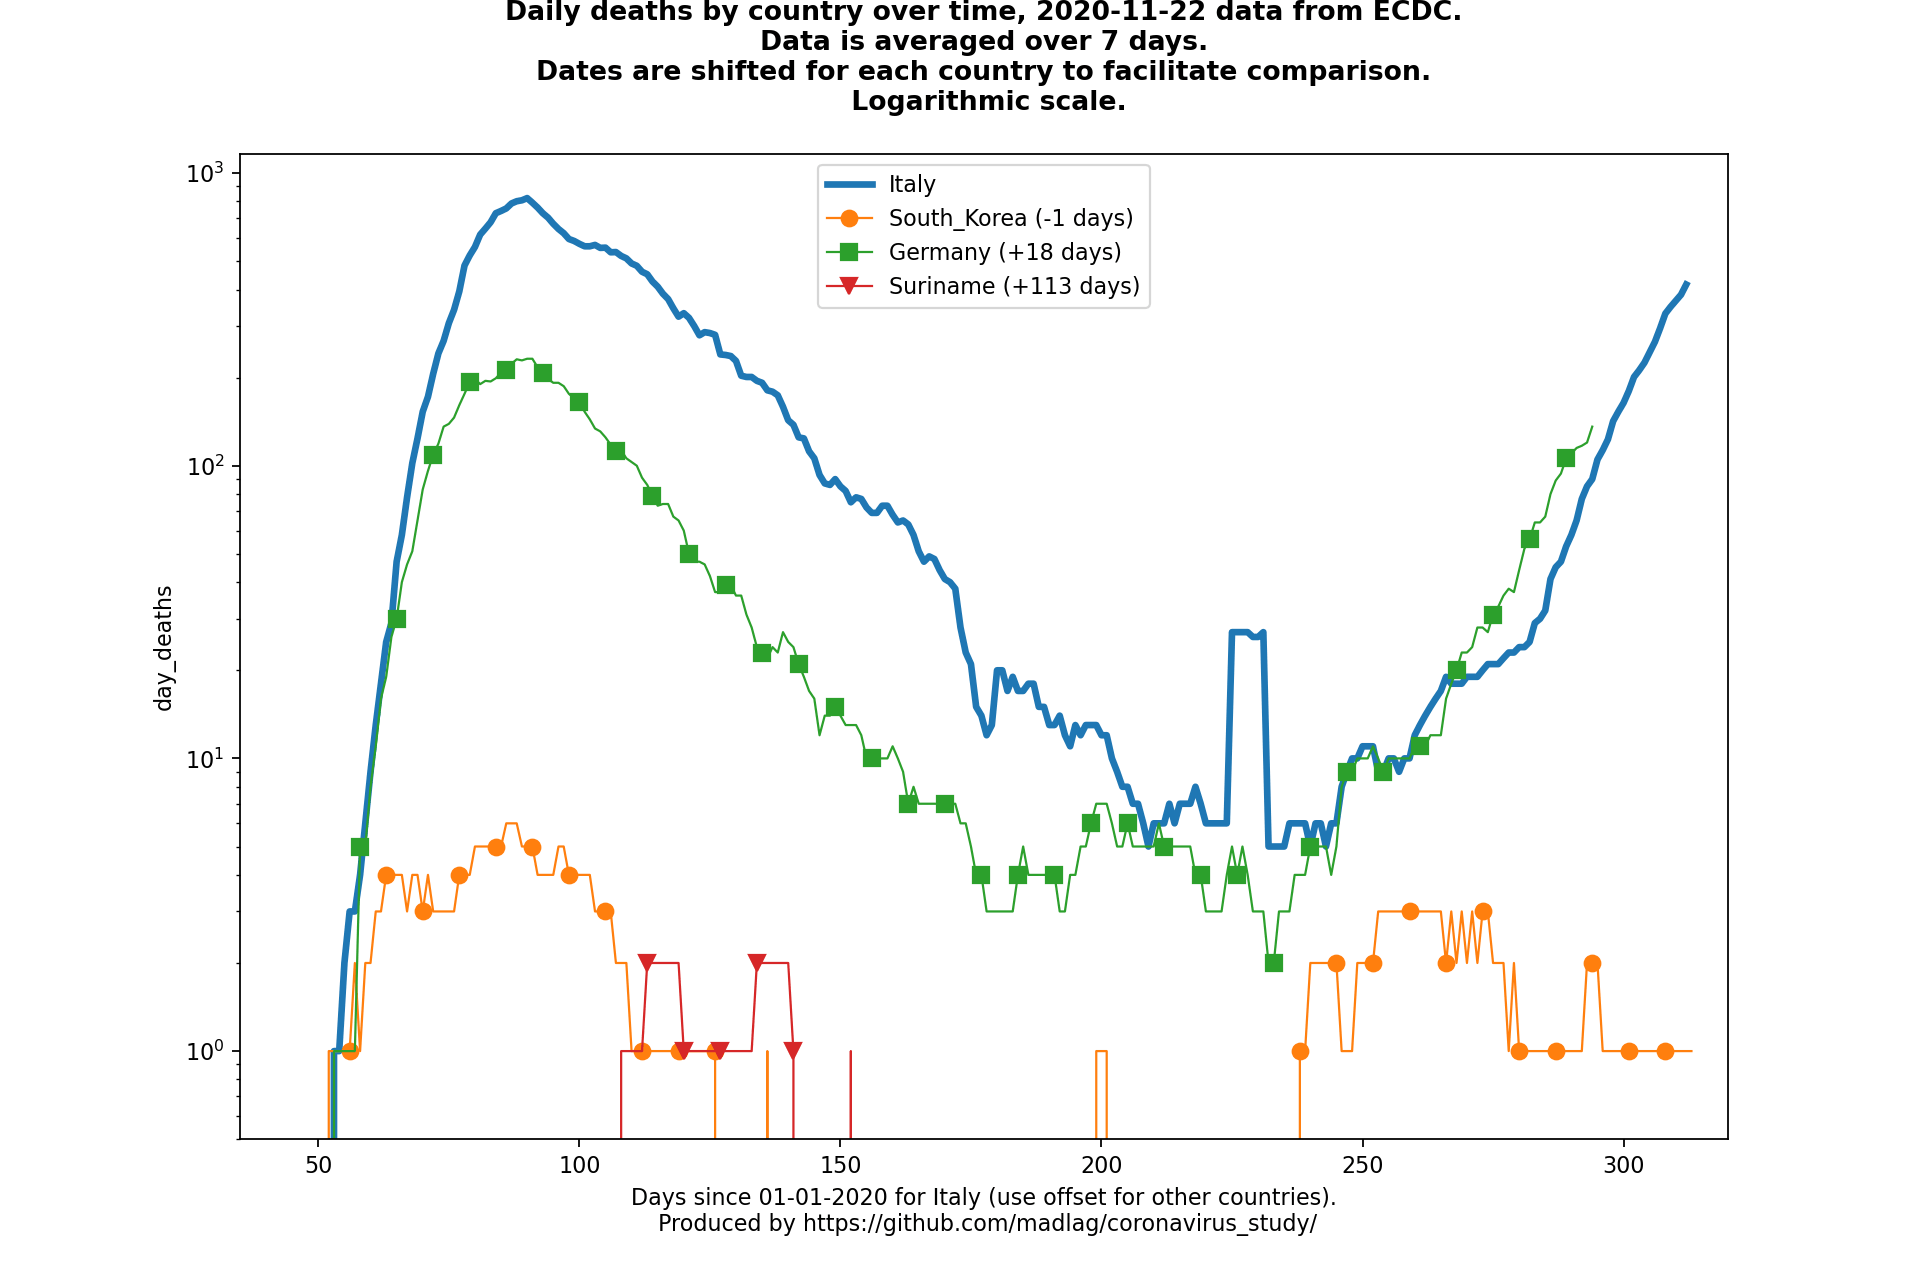 Daily deaths by country over time, 2020-11-22 data from ECDC.
Data is averaged over 7 days.
Dates are shifted for each country to facilitate comparison.
Logarithmic scale.
Italy
South_Korea (-1 days)
Germany (+18 days)
Suriname (+113 days)
10³
10²
10¹
10⁰
day_deaths
50 100 150 200 250 300
Days since 01-01-2020 for Italy (use offset for other countries).
Produced by https://github.com/madlag/coronavirus_study/